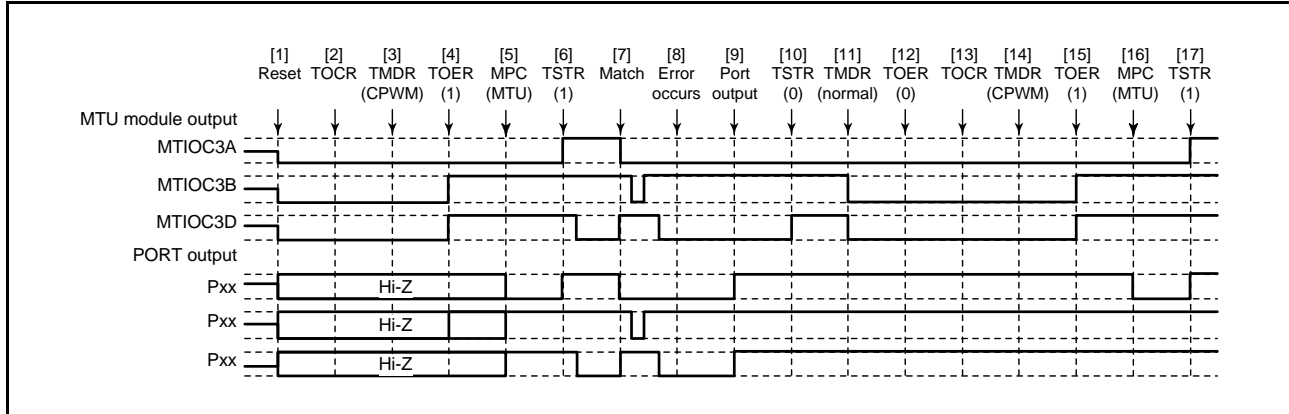 [1] [2] [3] [4] [5] [6] [7] [8] [9] [10] [11] [12] [13] [14] [15] [16] [17]
Reset TOCR TMDR TOER MPC TSTR Match Error Port TSTR TMDR TOER TOCR TMDR TOER MPC TSTR
(CPWM) (1) (MTU) (1) occurs output (0) (normal) (0) (CPWM) (1) (MTU) (1)
MTU module output
MTIOC3A
MTIOC3B
MTIOC3D
PORT output
Pxx Hi-Z
Pxx Hi-Z
Pxx Hi-Z